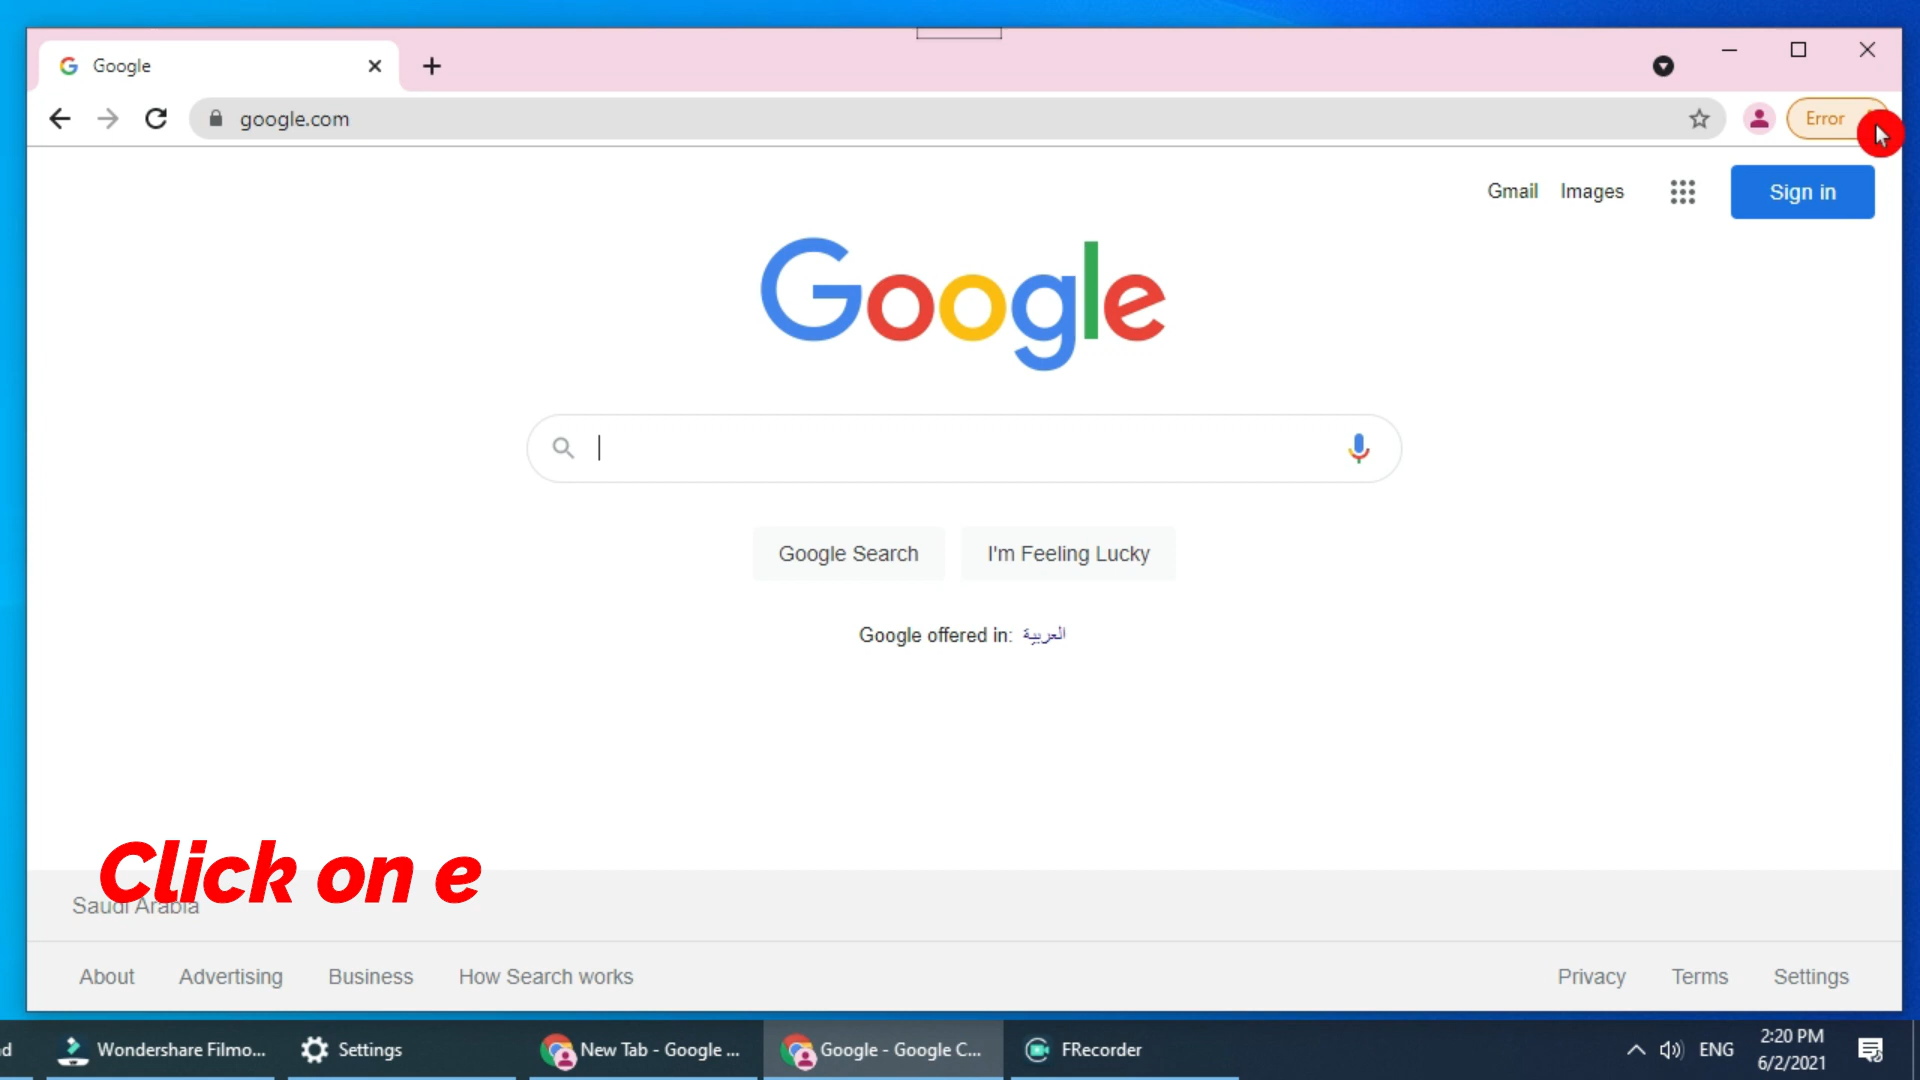 Google
google.com
Error
Gmail Images Sign in
Google
Google Search I'm Feeling Lucky
Google offered in: العربية
Click on e
Saudi Arabia
About Advertising Business How Search works Privacy Terms Settings
d Wondershare Filmo... Settings New Tab - Google ... Google - Google C... FRecorder ENG 2:20 PM
6/2/2021